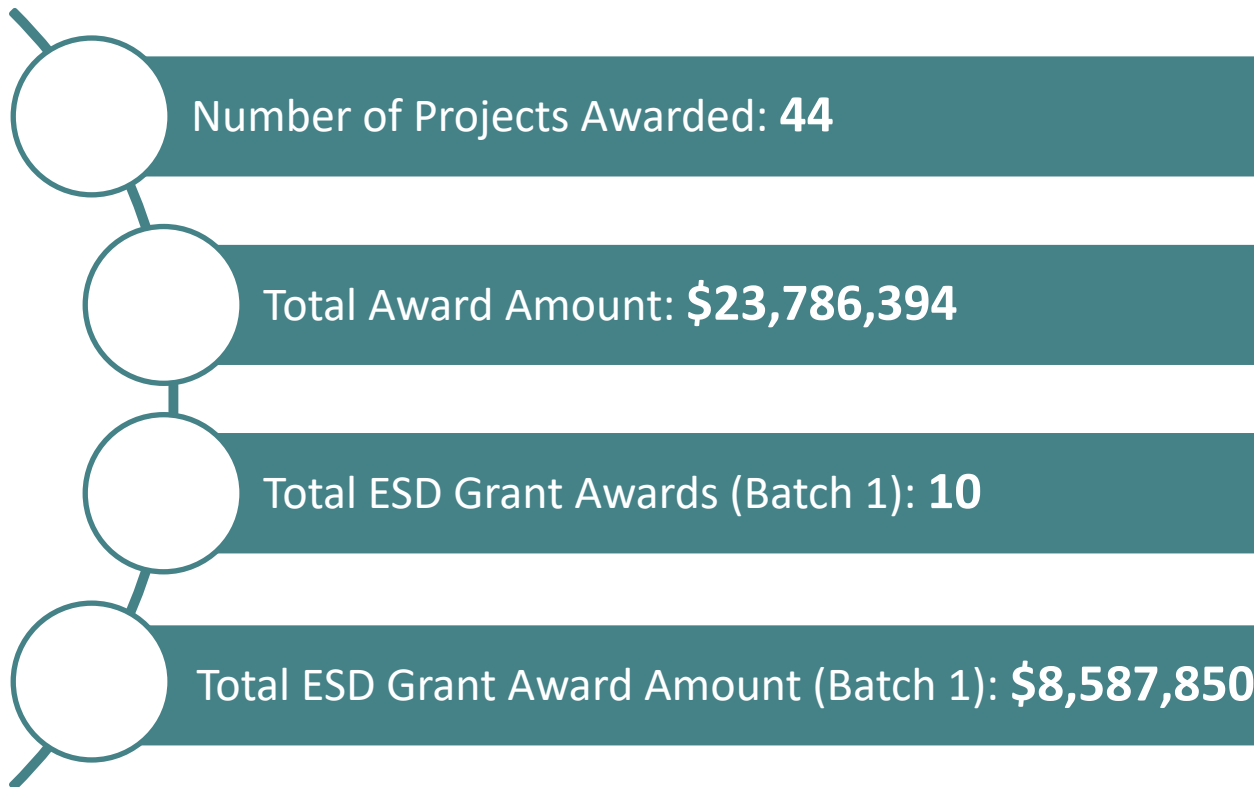 Number of Projects Awarded: 44
Total Award Amount: $23,786,394
Total ESD Grant Awards (Batch 1): 10
Total ESD Grant Award Amount (Batch 1): $8,587,850